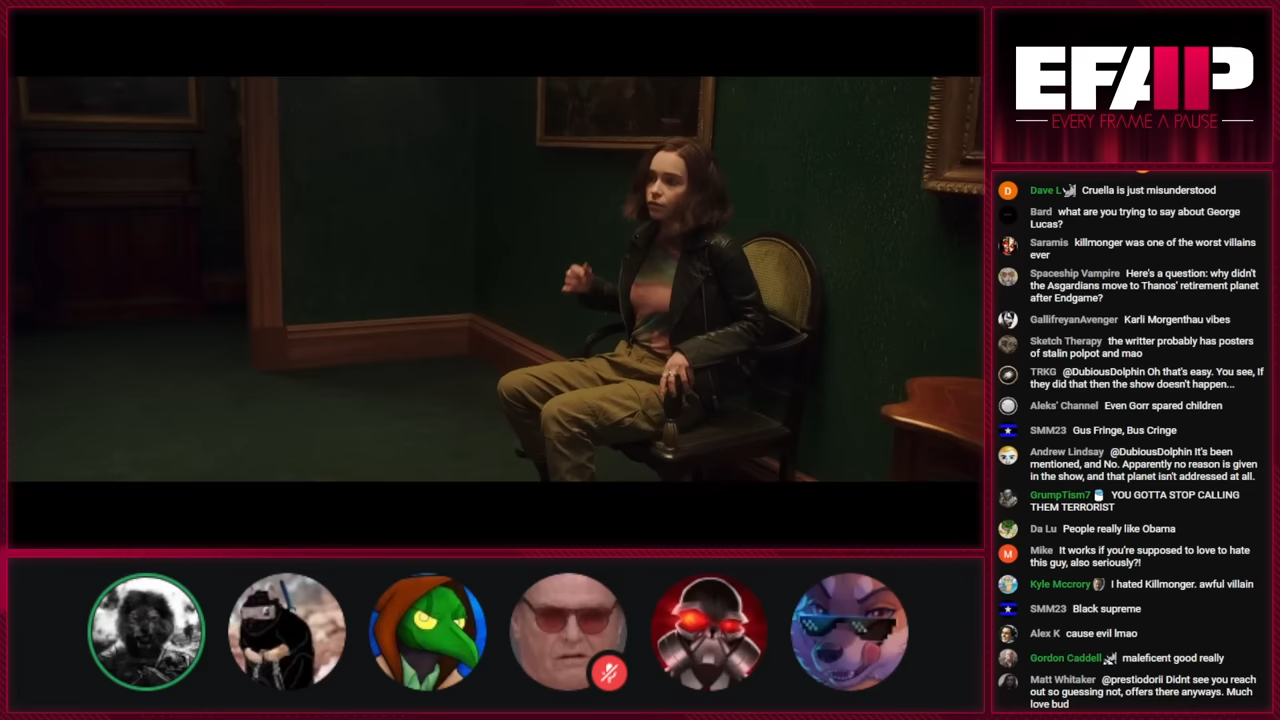 EFAP
EVERY FRAME A PAUSE
D
Dave L Cruella is just misunderstood
Bard what are you trying to say about George
Lucas?
Saramis killmonger was one of the worst villains
ever
Spaceship Vampire Here's a question: why didn't
the Asgardians move to Thanos' retirement planet
after Endgame?
GallifreyanAvenger Karli Morgenthau vibes
Sketch Therapy the writter probably has posters
of stalin polpot and mao
TRKG @DubiousDolphin Oh that's easy. You see, If
they did that then the show doesn't happen...
Aleks' Channel Even Gorr spared children
SMM23 Gus Fringe, Bus Cringe
Andrew Lindsay @DubiousDolphin It's been
mentioned, and No. Apparently no reason is given
in the show, and that planet isn't addressed at all.
GrumpTism7 YOU GOTTA STOP CALLING
THEM TERRORIST
Da Lu People really like Obama
M
Mike It works if you're supposed to love to hate
this guy, also seriously?!
Kyle Mccrory I hated Killmonger. awful villain
SMM23 Black supreme
Alex K cause evil lmao
Gordon Caddell maleficent good really
Matt Whitaker @prestiodorii Didnt see you reach
out so guessing not, offers there anyways. Much
love bud